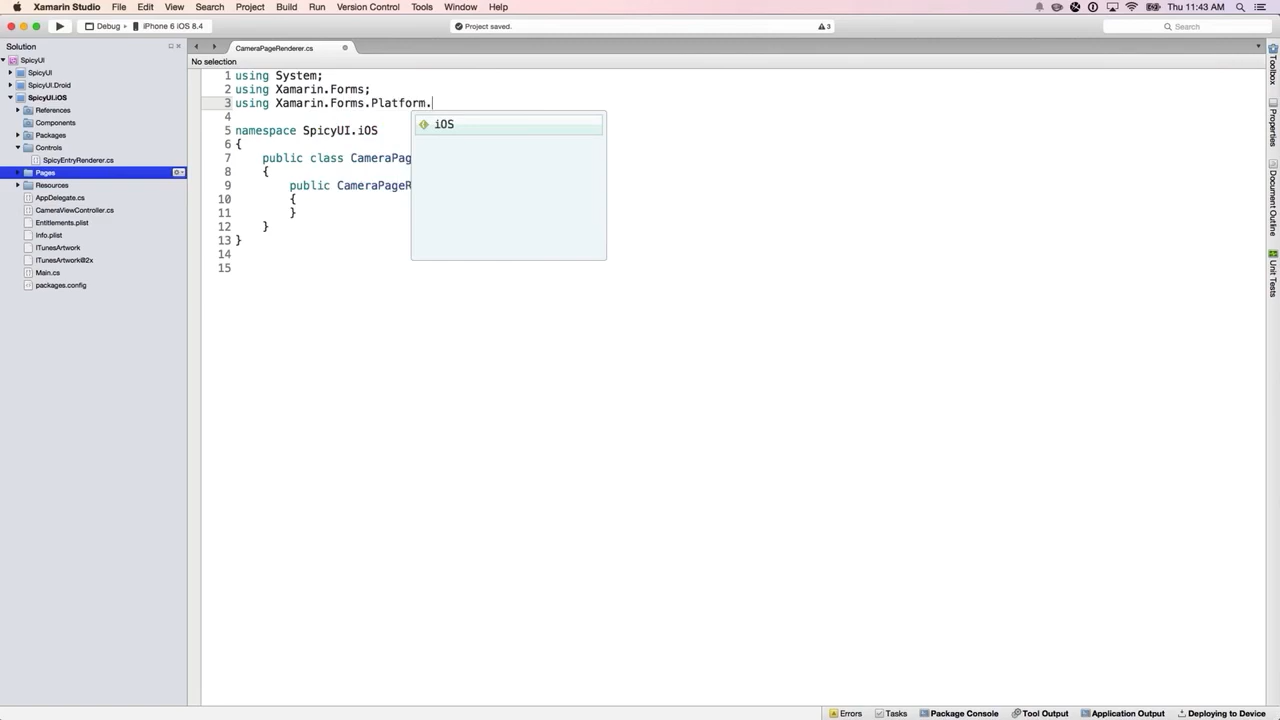 Xamarin Studio File Edit View Search Project Build Run Version Control Tools Window Help Thu 11:43 AM
Debug iPhone 6 iOS 8.4 Project saved. 3 Search
Solution
SpicyUI
SpicyUI
SpicyUI.Droid
SpicyUI.iOS
References
Components
Packages
Controls
SpicyEntryRenderer.cs
Pages
Resources
AppDelegate.cs
CameraViewController.cs
Entitlements.plist
Info.plist
ITunesArtwork
ITunesArtwork@2x
Main.cs
packages.config
CameraPageRenderer.cs
No selection
1 using System;
2 using Xamarin.Forms;
3 using Xamarin.Forms.Platform.
4
5 namespace SpicyUI.iOS
6 {
7 public class CameraPag
8 {
9 public CameraPageR
10 {
11 }
12 }
13 }
14
15
iOS
Toolbox
Properties
Document Outline
Unit Tests
Errors Tasks Package Console Tool Output Application Output Deploying to Device